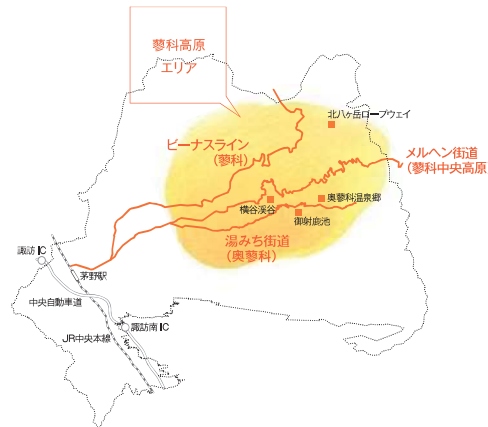 蓼科高原
エリア
北八ヶ岳ロープウェイ
ビーナスライン
(蓼科)
メルヘン街道
(蓼科中央高原
奥蓼科温泉郷
横谷渓谷
御射鹿池
湯みち街道
(奥蓼科)
諏訪IC
茅野駅
中央自動車道
諏訪南IC
JR中央本線